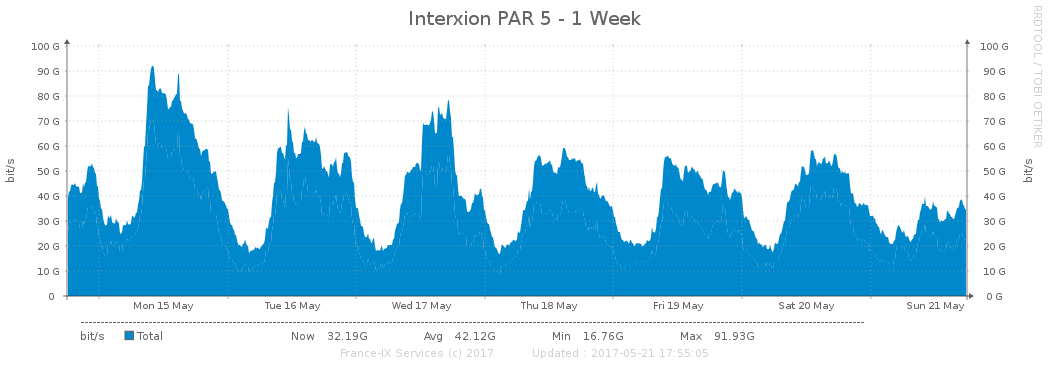 Interxion PAR 5 - 1 Week
RRDTOOL / TOBI OETIKER
bit/s
bit/s
100 G 100 G
90 G 90 G
80 G 80 G
70 G 70 G
60 G 60 G
50 G 50 G
40 G 40 G
30 G 30 G
20 G 20 G
10 G 10 G
0 0 G
Mon 15 May Tue 16 May Wed 17 May Thu 18 May Fri 19 May Sat 20 May Sun 21 May
bit/s Total Now 32.19G Avg 42.12G Min 16.76G Max 91.93G
France-IX Services (c) 2017 Updated : 2017-05-21 17:55:05